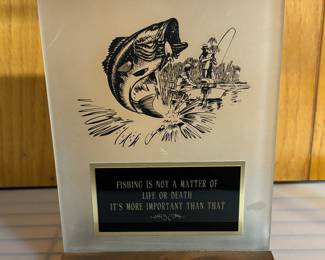 FISHING IS NOT A MATTER OF
LIFE OR DEATH
IT'S MORE IMPORTANT THAN THAT